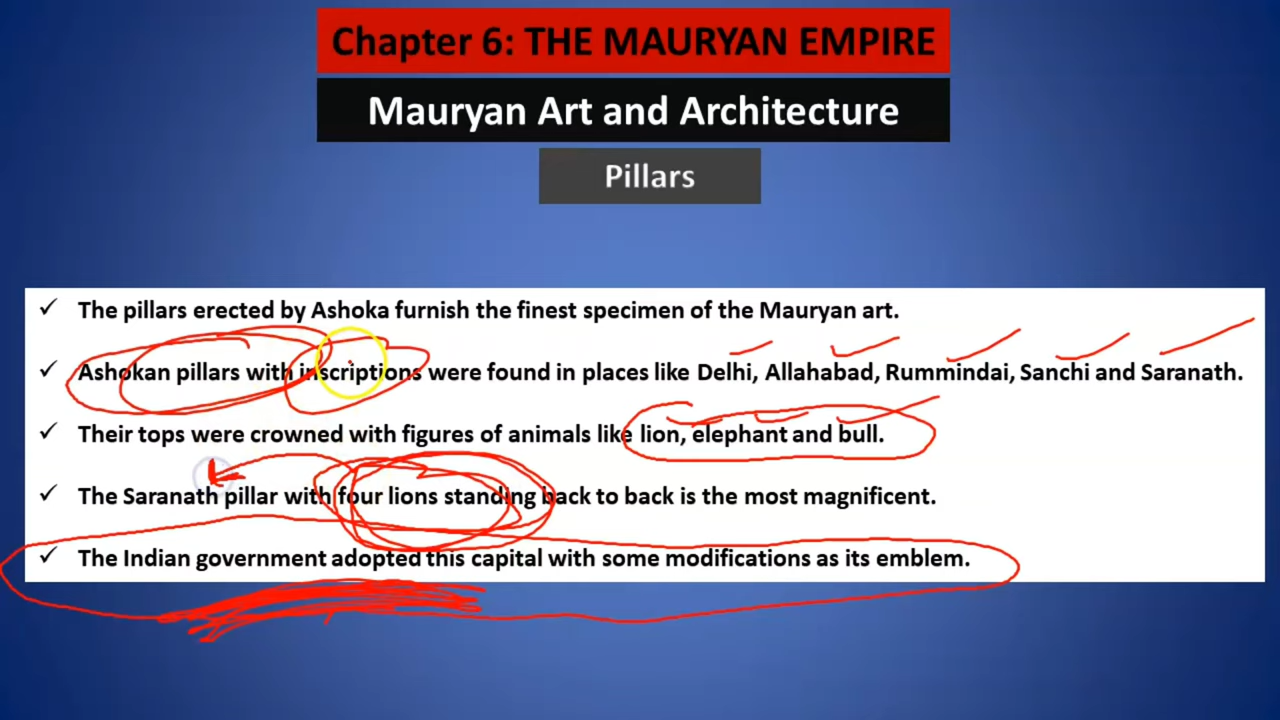 Chapter 6: THE MAURYAN EMPIRE
Mauryan Art and Architecture
Pillars
✓ The pillars erected by Ashoka furnish the finest specimen of the Mauryan art.
✓ Ashokan pillars with inscriptions were found in places like Delhi, Allahabad, Rummindai, Sanchi and Saranath.
✓ Their tops were crowned with figures of animals like lion, elephant and bull.
✓ The Saranath pillar with four lions standing back to back is the most magnificent.
✓ The Indian government adopted this capital with some modifications as its emblem.